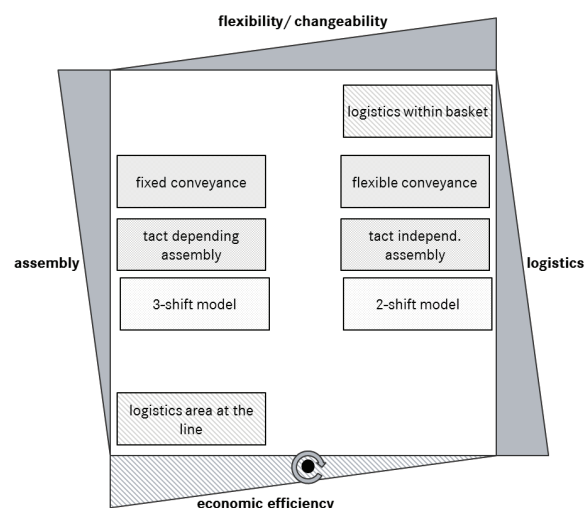 flexibility/ changeability
logistics within basket
fixed conveyance
flexible conveyance
tact depending
assembly
tact independ.
assembly
assembly
logistics
3-shift model
2-shift model
logistics area at the
line
economic efficiency